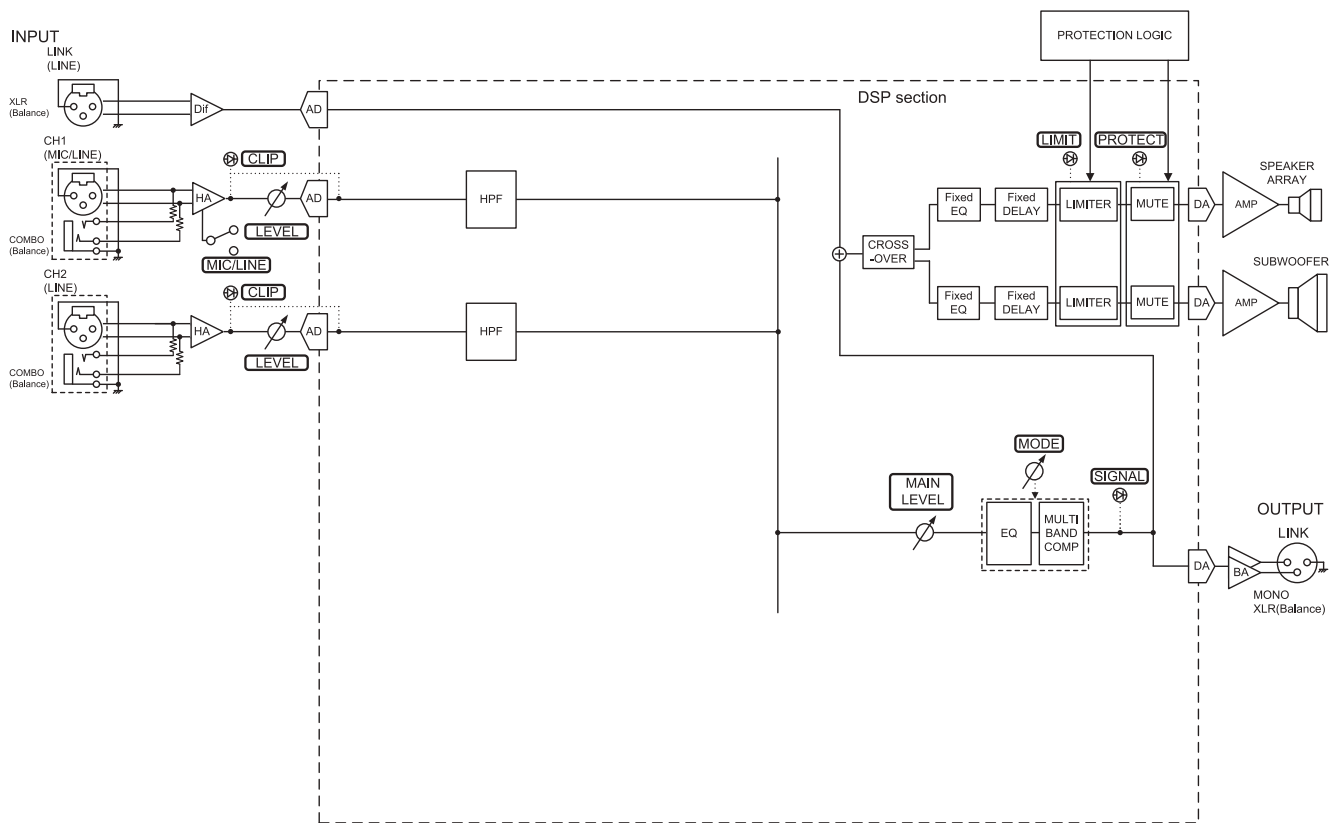 INPUT
LINK
(LINE)
XLR
(Balance)
Dif
AD
DSP section
PROTECTION LOGIC
CH1
(MIC/LINE)
COMBO
(Balance)
HA
CLIP
LEVEL
MIC/LINE
AD
HPF
CH2
(LINE)
COMBO
(Balance)
HA
CLIP
LEVEL
AD
HPF
CROSS
-OVER
Fixed
EQ
Fixed
DELAY
LIMIT
LIMITER
PROTECT
MUTE
DA
AMP
SPEAKER
ARRAY
Fixed
EQ
Fixed
DELAY
LIMITER
MUTE
DA
AMP
SUBWOOFER
MAIN
LEVEL
MODE
EQ
MULTI
BAND
COMP
SIGNAL
OUTPUT
LINK
DA
BA
MONO
XLR(Balance)